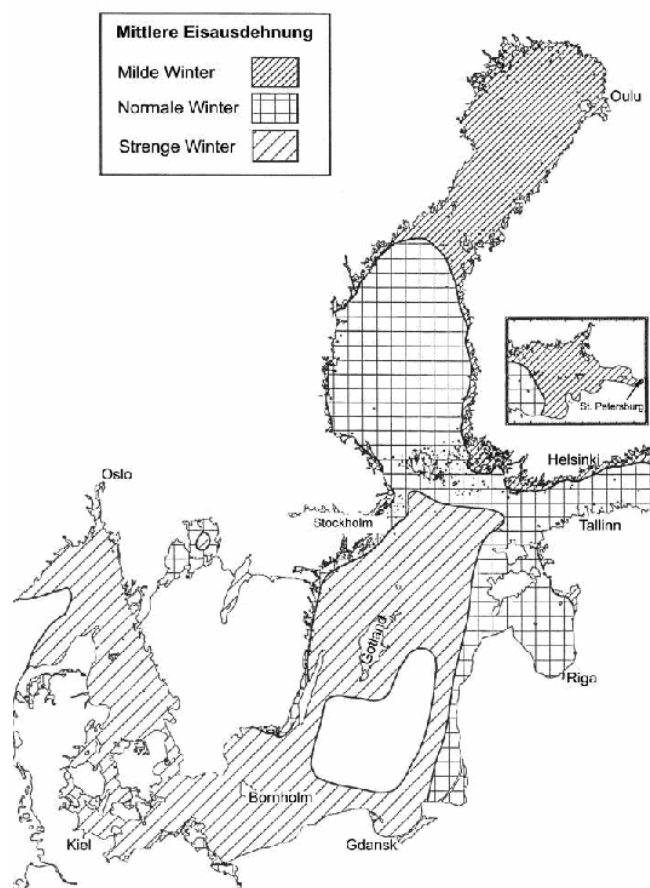 Mittlere Eisausdehnung
Milde Winter
Normale Winter
Strenge Winter
Oulu
St. Petersburg
Helsinki
Oslo
Stockholm
Tallinn
Gotland
Riga
Bornholm
Kiel
Gdansk